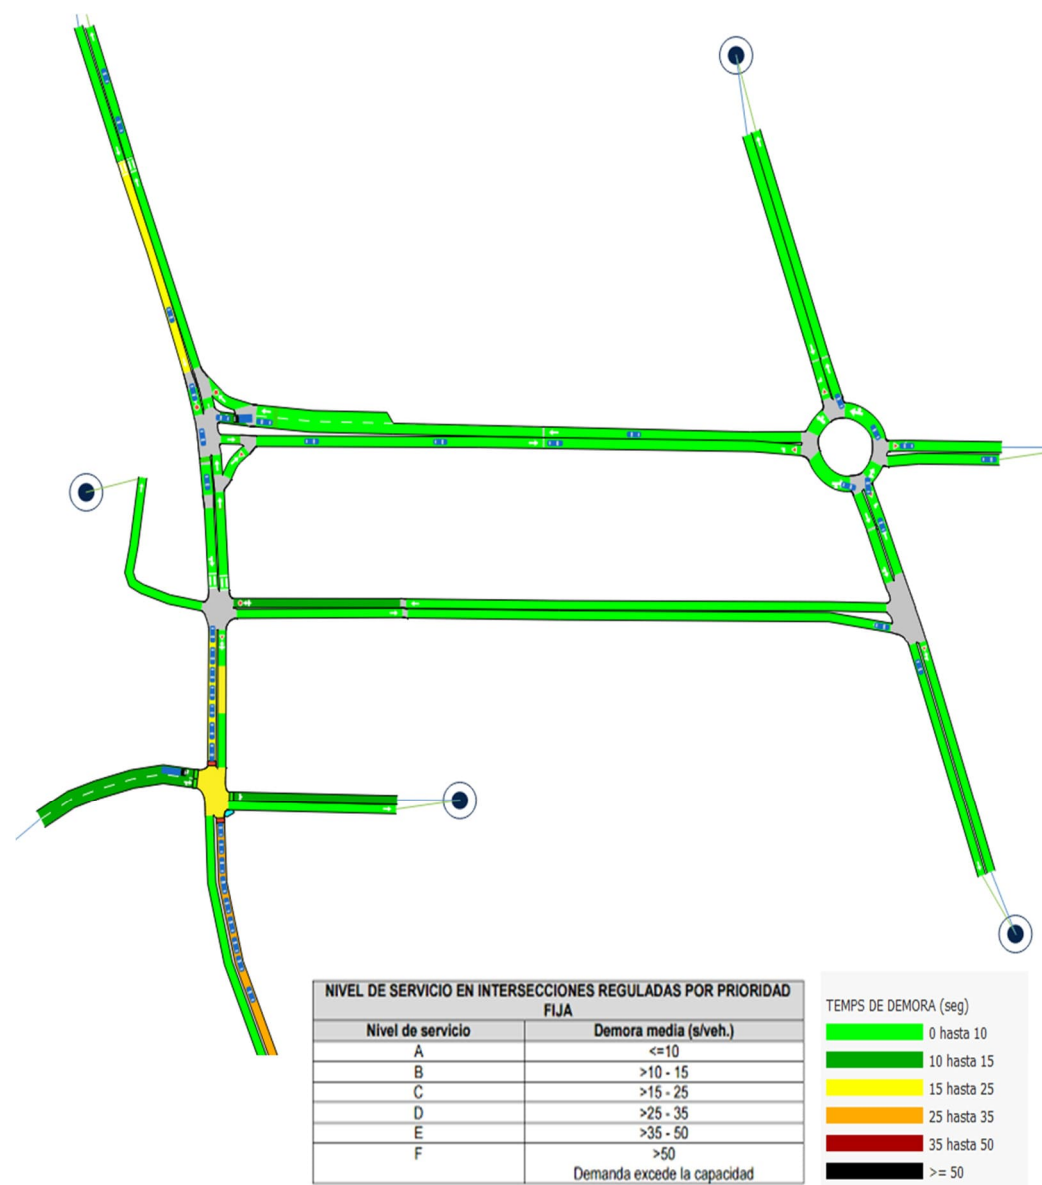 NIVEL DE SERVICIO EN INTERSECCIONES REGULADAS POR PRIORIDAD
FIJA
Nivel de servicio Demora media (s/veh.)
A <=10
B >10 - 15
C >15 - 25
D >25 - 35
E >35 - 50
F >50
Demanda excede la capacidad
TEMPS DE DEMORA (seg)
0 hasta 10
10 hasta 15
15 hasta 25
25 hasta 35
35 hasta 50
>= 50